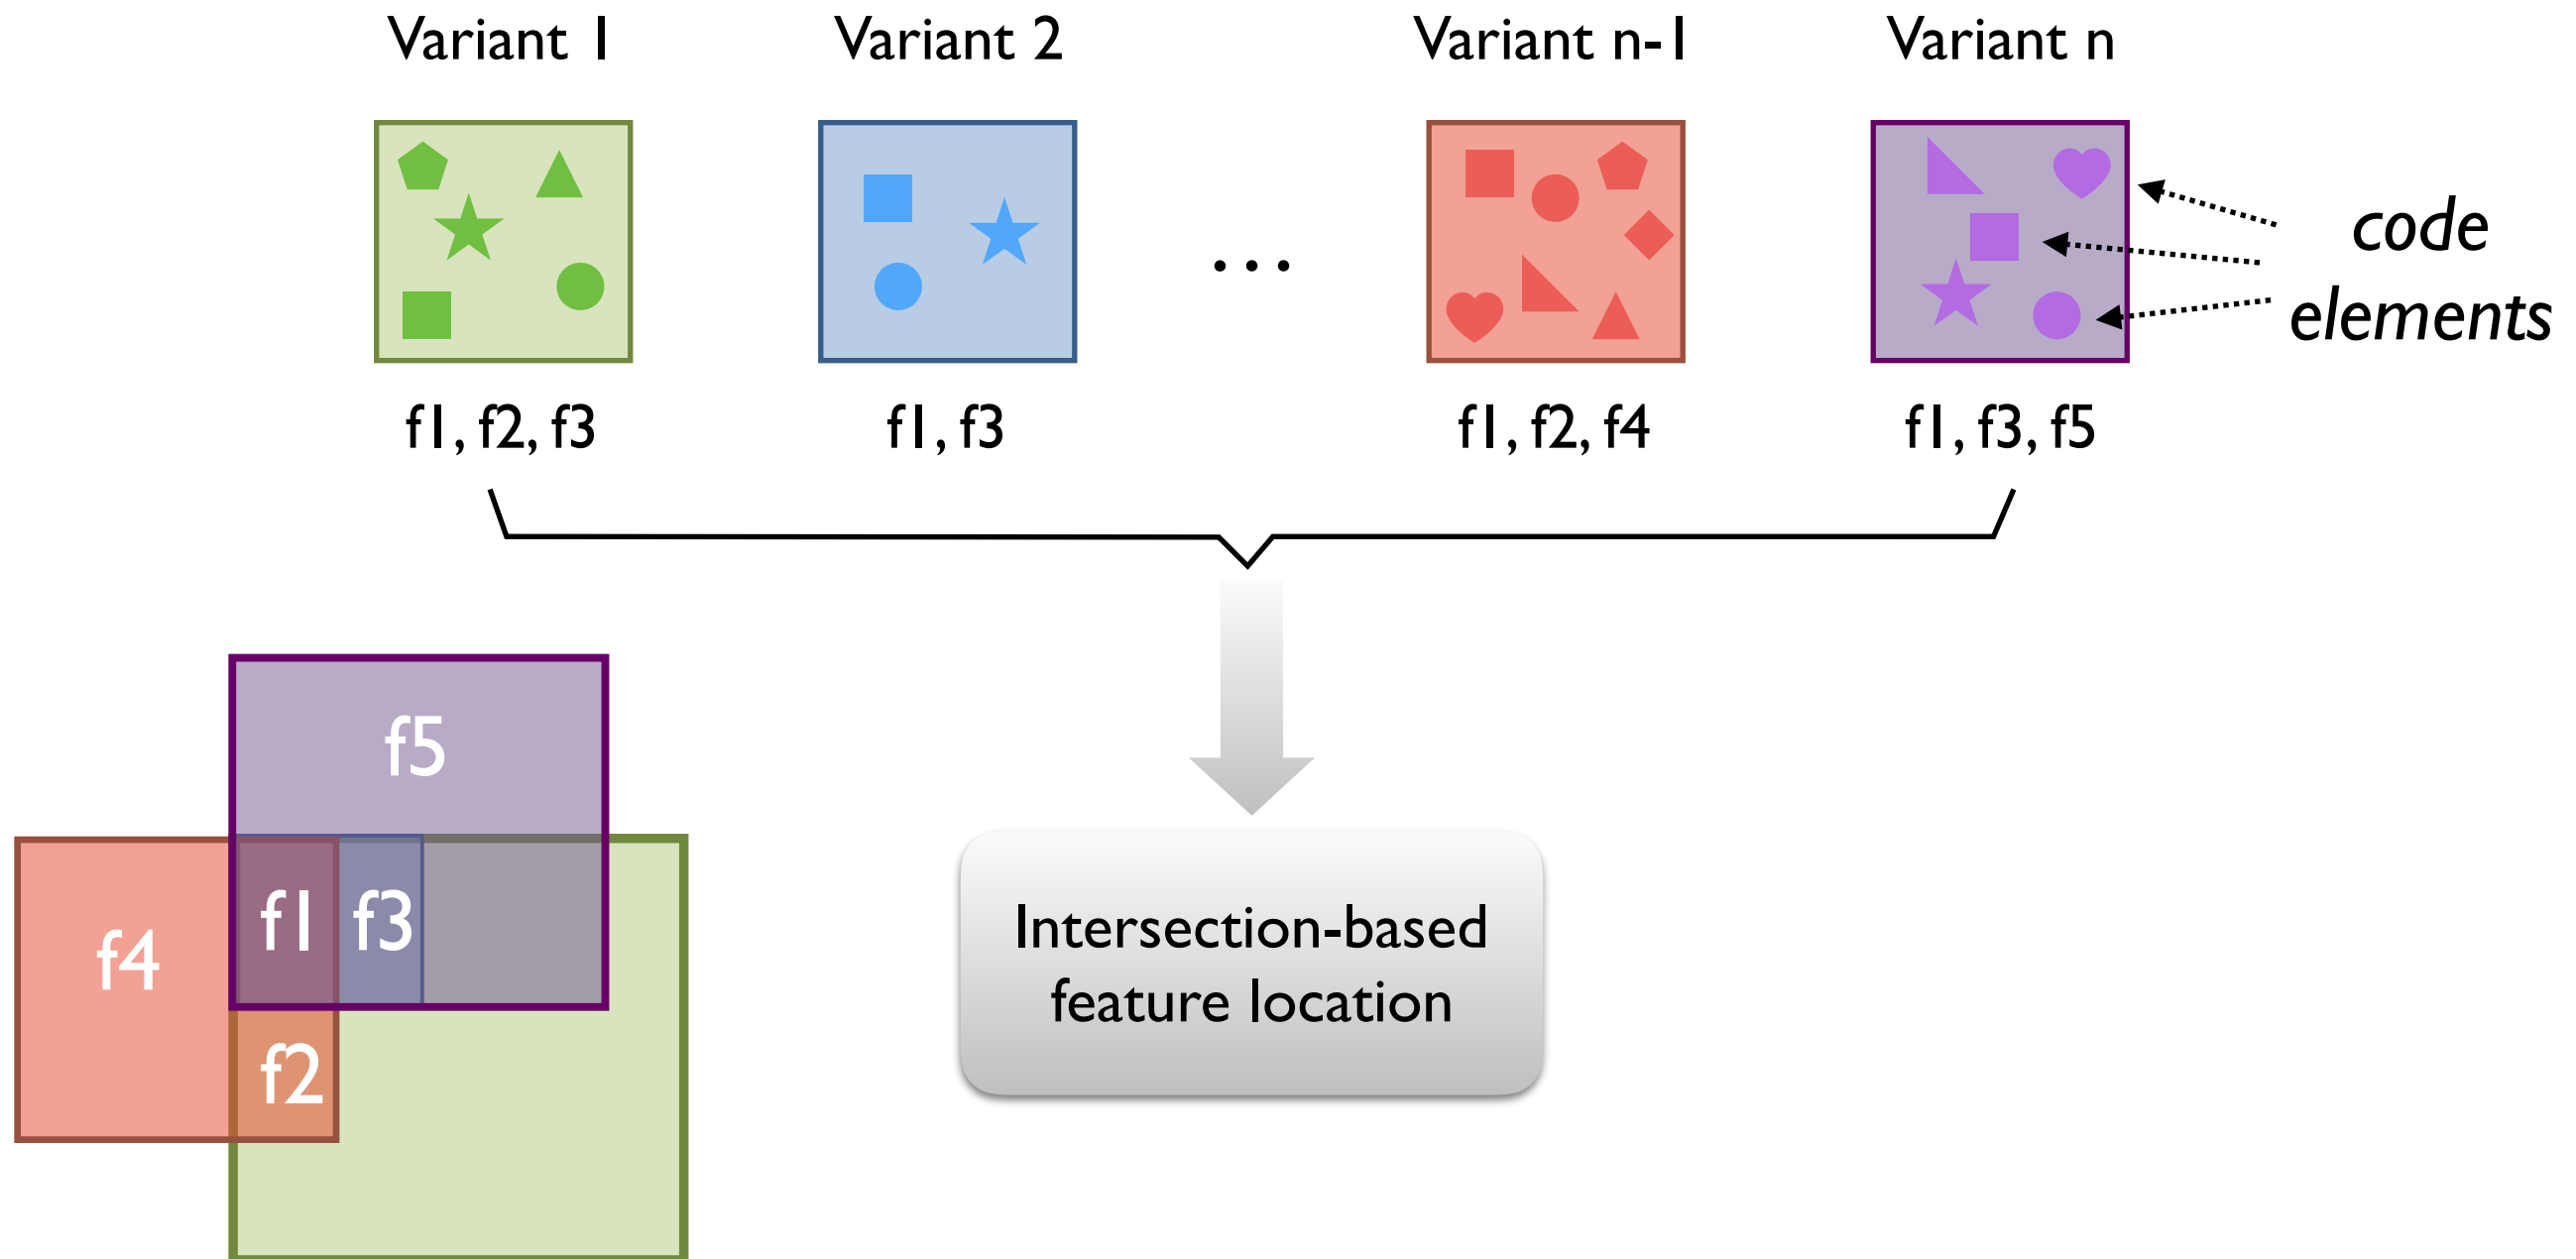 Variant 1
Variant 2
Variant n-1
Variant n
...
code
elements
f1, f2, f3
f1, f3
f1, f2, f4
f1, f3, f5
f5
f1
f3
f4
f2
Intersection-based
feature location